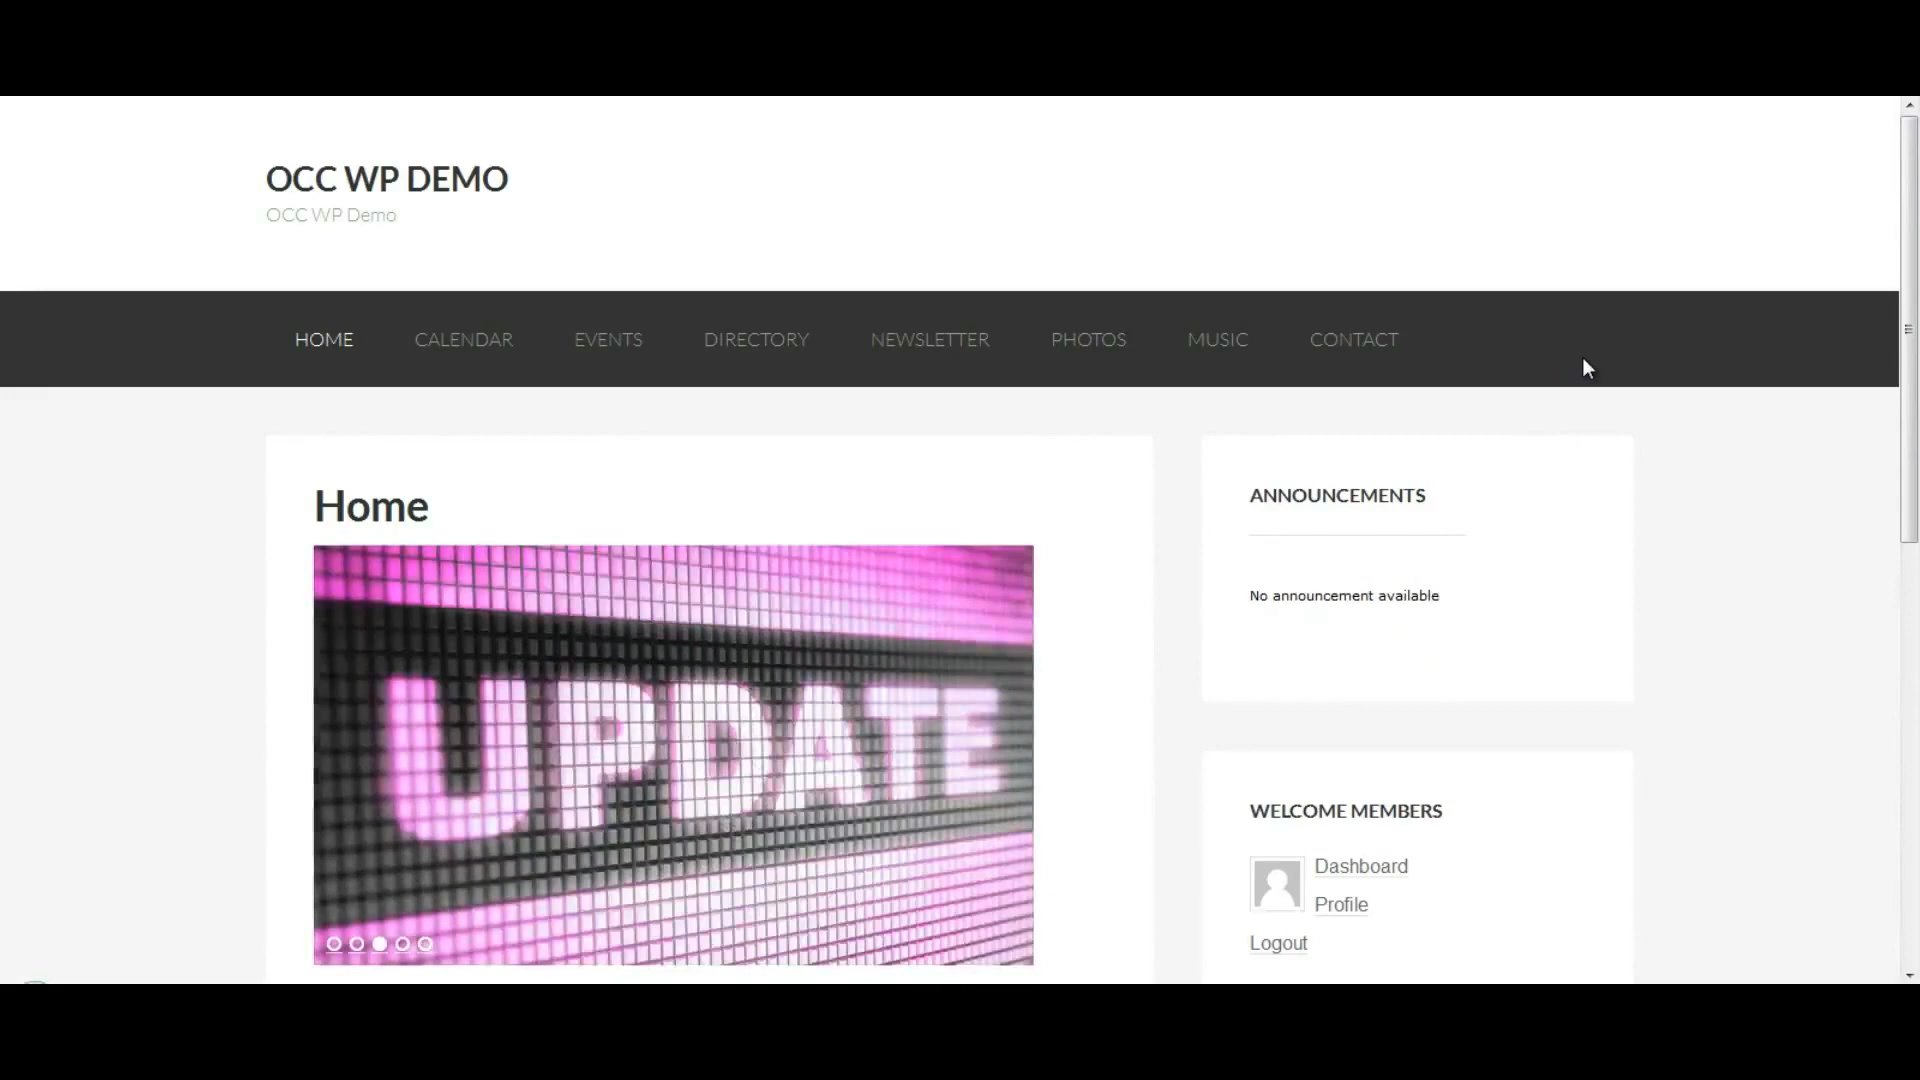 OCC WP DEMO
OCC WP Demo
HOME CALENDAR EVENTS DIRECTORY NEWSLETTER PHOTOS MUSIC CONTACT
Home
UPDATE
ANNOUNCEMENTS
No announcement available
WELCOME MEMBERS
Dashboard
Profile
Logout